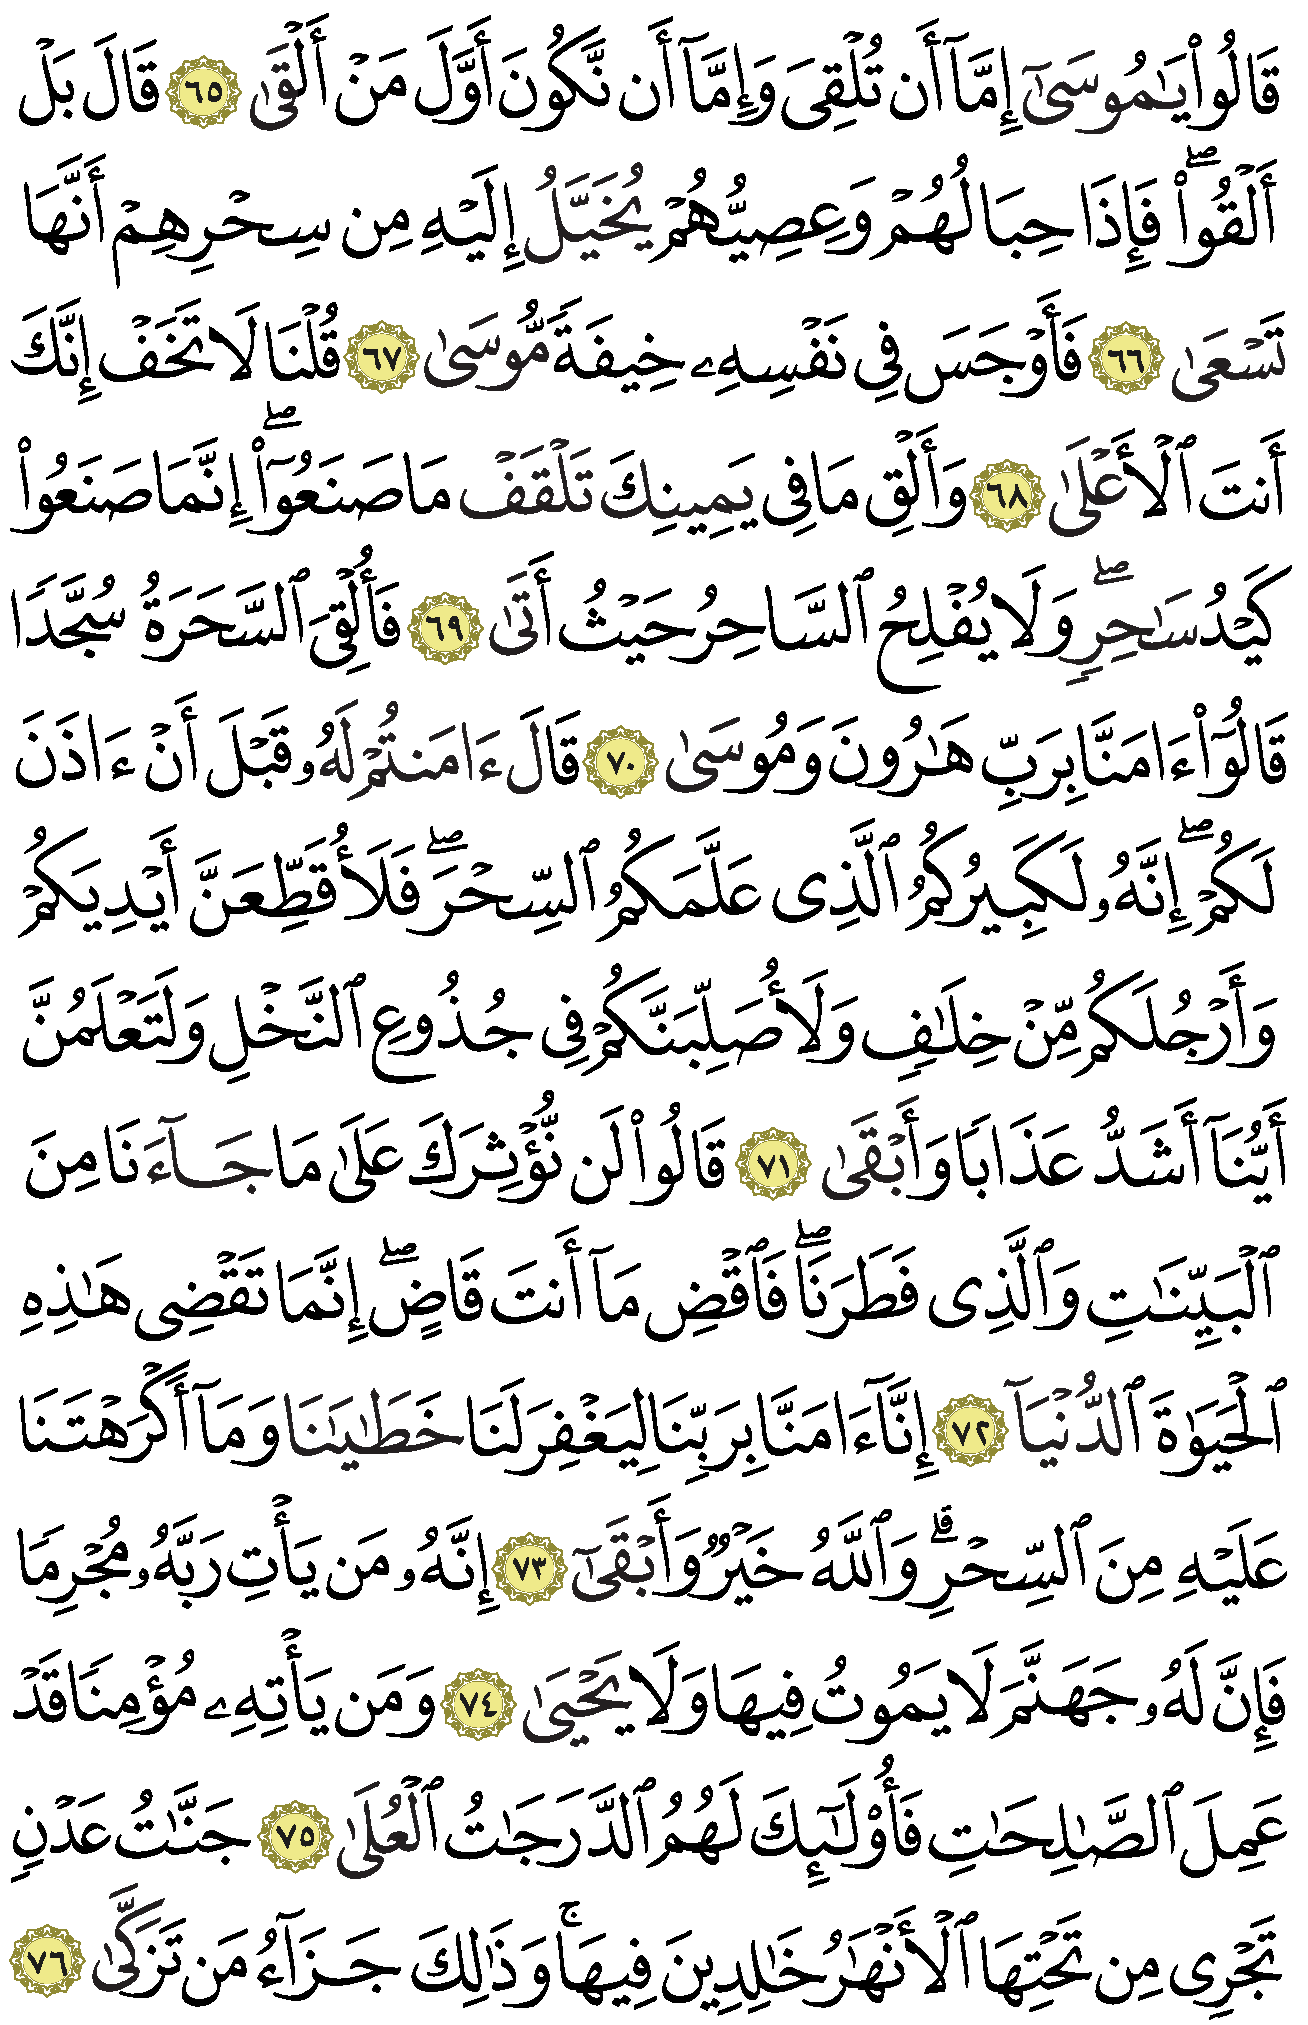 قَالُوا۟ يَـٰمُوسَىٰٓ إِمَّآ أَن تُلْقِىَ وَإِمَّآ أَن نَّكُونَ أَوَّلَ مَنْ أَلْقَىٰ ٦٥ قَالَ بَلْ
أَلْقُوا۟ ۖ فَإِذَا حِبَالُهُمْ وَعِصِيُّهُمْ يُخَيَّلُ إِلَيْهِ مِن سِحْرِهِمْ أَنَّهَا
تَسْعَىٰ ٦٦ فَأَوْجَسَ فِى نَفْسِهِۦ خِيفَةً مُّوسَىٰ ٦٧ قُلْنَا لَا تَخَفْ إِنَّكَ
أَنتَ ٱلْأَعْلَىٰ ٦٨ وَأَلْقِ مَا فِى يَمِينِكَ تَلْقَفْ مَا صَنَعُوٓا۟ ۖ إِنَّمَا صَنَعُوا۟
كَيْدُ سَـٰحِرٍ ۖ وَلَا يُفْلِحُ ٱلسَّاحِرُ حَيْثُ أَتَىٰ ٦٩ فَأُلْقِىَ ٱلسَّحَرَةُ سُجَّدًا
قَالُوٓا۟ ءَامَنَّا بِرَبِّ هَـٰرُونَ وَمُوسَىٰ ٧٠ قَالَ ءَامَنتُمْ لَهُۥ قَبْلَ أَنْ ءَاذَنَ
لَكُمْ ۖ إِنَّهُۥ لَكَبِيرُكُمُ ٱلَّذِى عَلَّمَكُمُ ٱلسِّحْرَ ۖ فَلَأُقَطِّعَنَّ أَيْدِيَكُمْ
وَأَرْجُلَكُم مِّنْ خِلَـٰفٍ وَلَأُصَلِّبَنَّكُمْ فِى جُذُوعِ ٱلنَّخْلِ وَلَتَعْلَمُنَّ
أَيُّنَآ أَشَدُّ عَذَابًا وَأَبْقَىٰ ٧١ قَالُوا۟ لَن نُّؤْثِرَكَ عَلَىٰ مَا جَآءَنَا مِنَ
ٱلْبَيِّنَـٰتِ وَٱلَّذِى فَطَرَنَا ۖ فَٱقْضِ مَآ أَنتَ قَاضٍ ۖ إِنَّمَا تَقْضِى هَـٰذِهِ
ٱلْحَيَوٰةَ ٱلدُّنْيَآ ٧٢ إِنَّآ ءَامَنَّا بِرَبِّنَا لِيَغْفِرَ لَنَا خَطَـٰيَـٰنَا وَمَآ أَكْرَهْتَنَا
عَلَيْهِ مِنَ ٱلسِّحْرِ ۗ وَٱللَّهُ خَيْرٌ وَأَبْقَىٰٓ ٧٣ إِنَّهُۥ مَن يَأْتِ رَبَّهُۥ مُجْرِمًا
فَإِنَّ لَهُۥ جَهَنَّمَ لَا يَمُوتُ فِيهَا وَلَا يَحْيَىٰ ٧٤ وَمَن يَأْتِهِۦ مُؤْمِنًا قَدْ
عَمِلَ ٱلصَّـٰلِحَـٰتِ فَأُو۟لَـٰٓئِكَ لَهُمُ ٱلدَّرَجَـٰتُ ٱلْعُلَىٰ ٧٥ جَنَّـٰتُ عَدْنٍ
تَجْرِى مِن تَحْتِهَا ٱلْأَنْهَـٰرُ خَـٰلِدِينَ فِيهَا ۚ وَذَٰلِكَ جَزَآءُ مَن تَزَكَّىٰ ٧٦